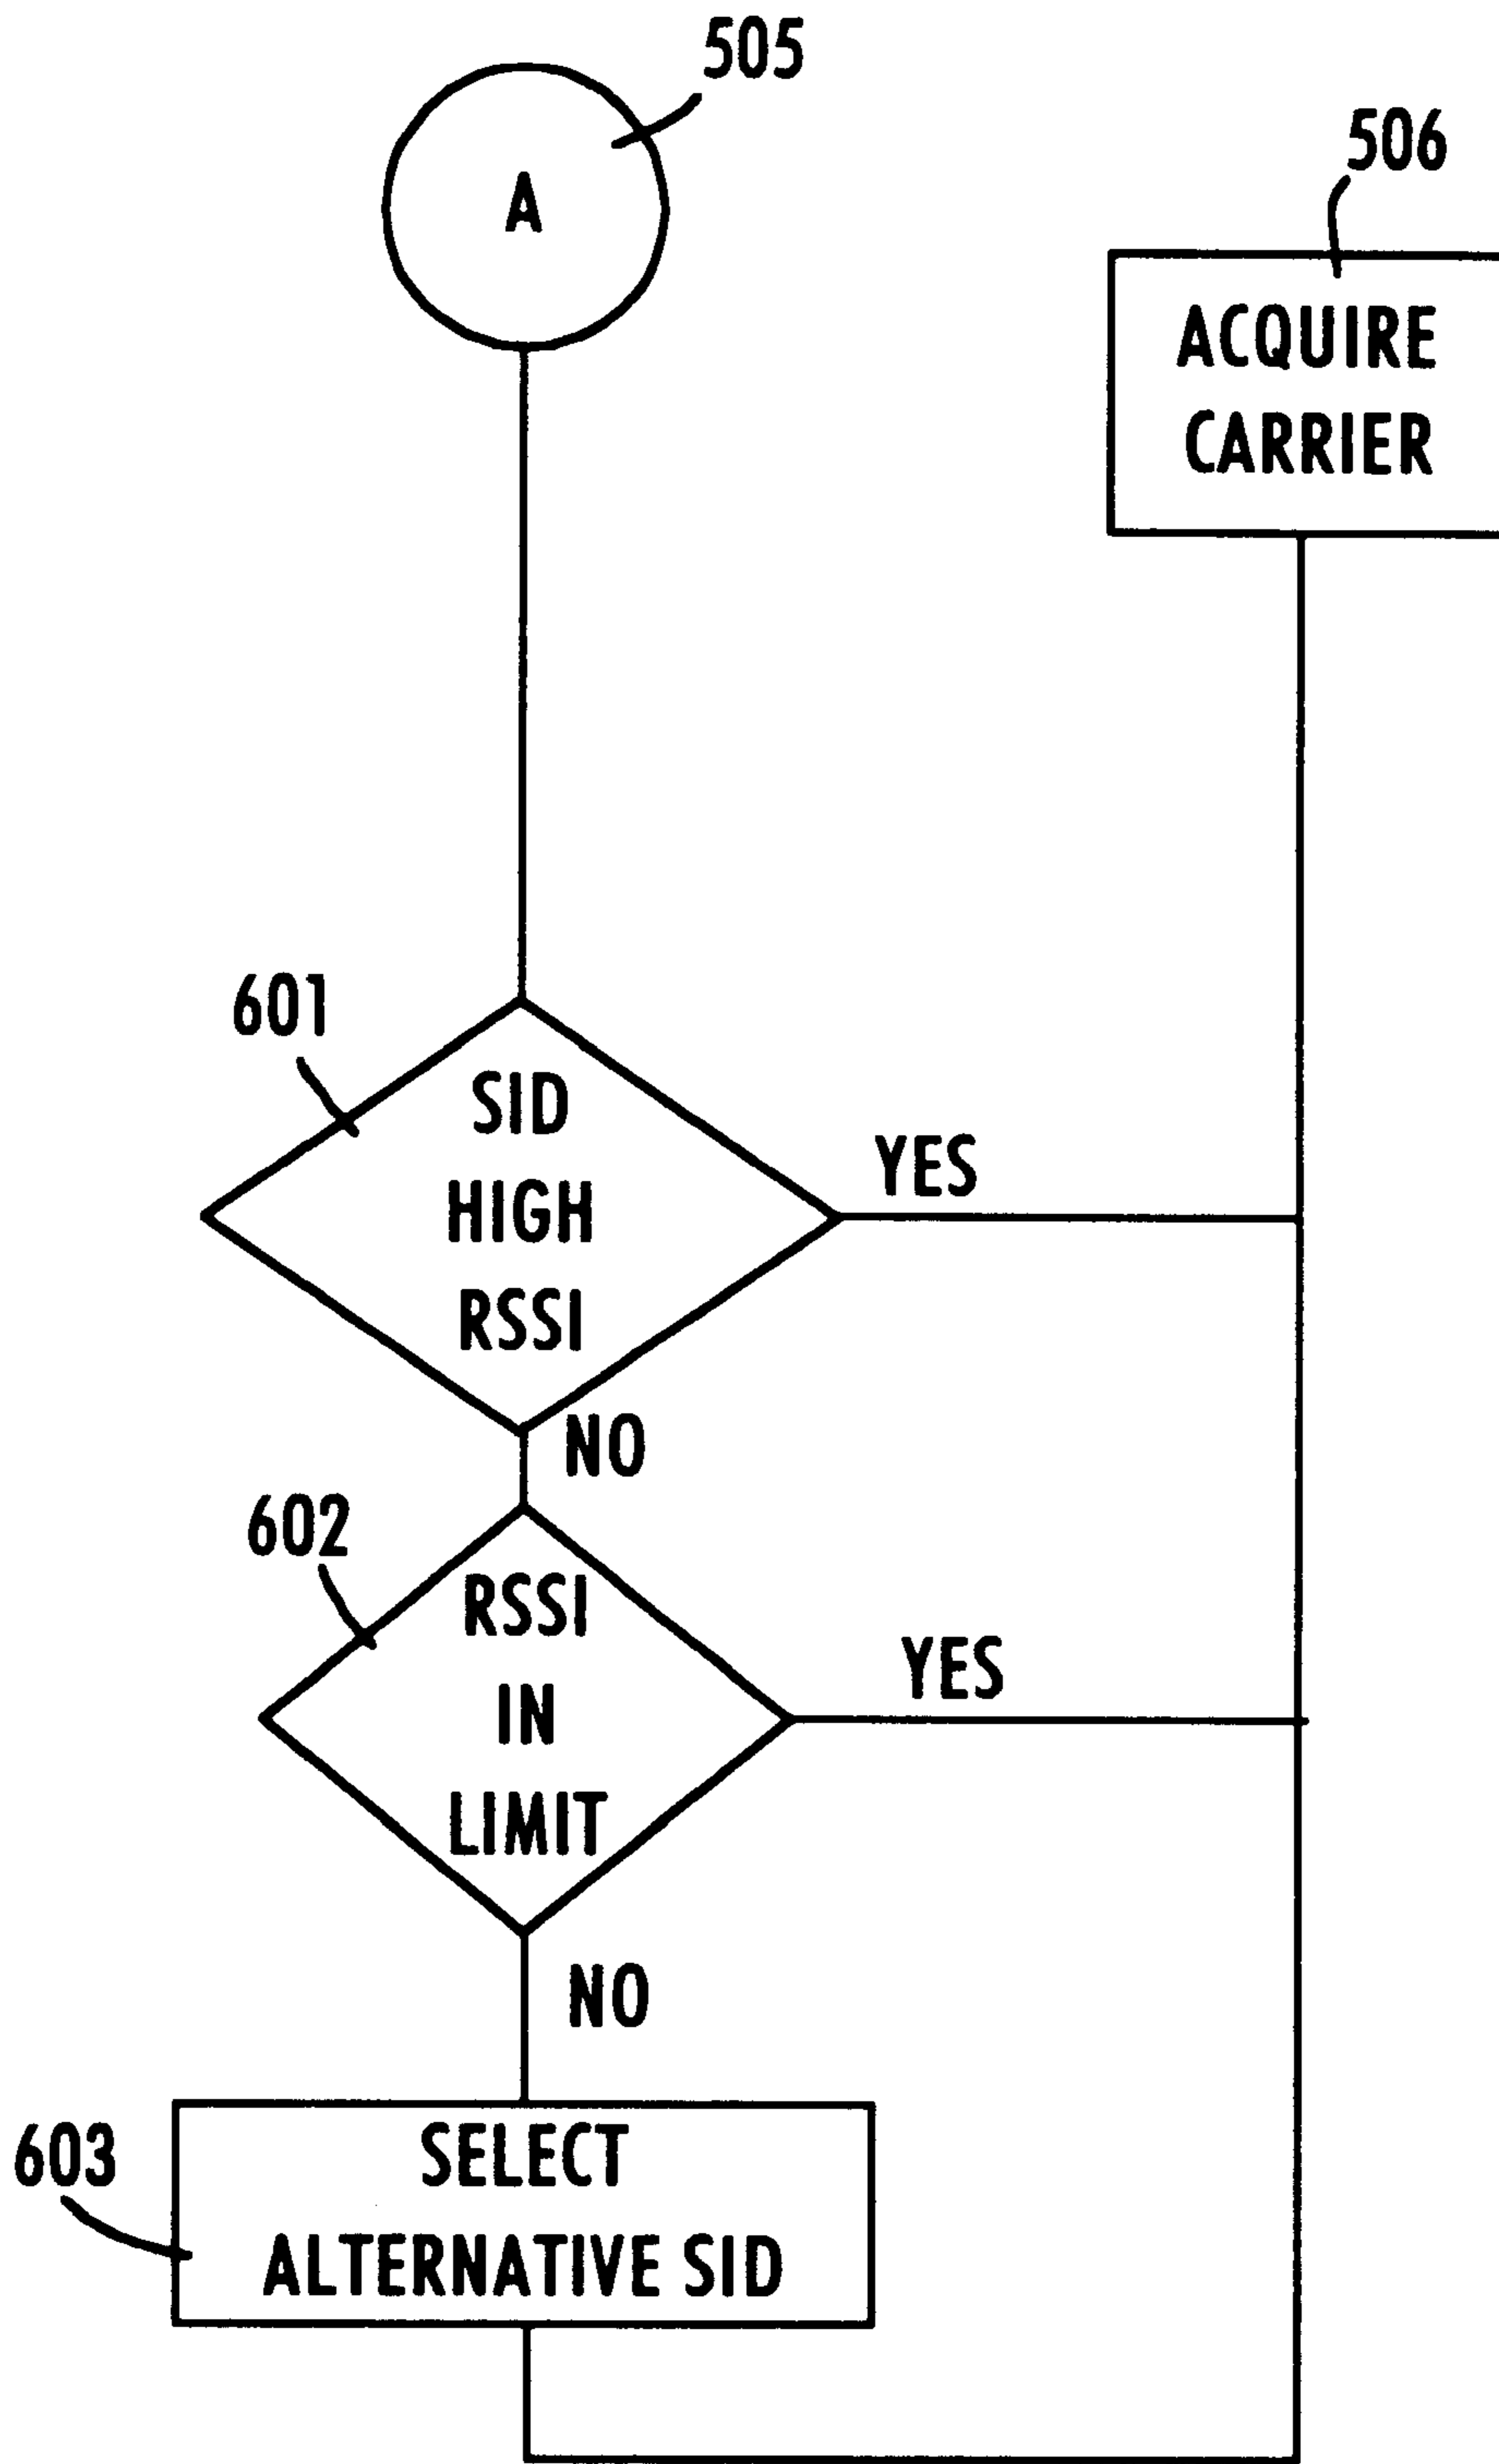 505
A
506
ACQUIRE
CARRIER
601
SID
HIGH
RSSI
YES
NO
602
RSSI
IN
LIMIT
YES
NO
603
SELECT
ALTERNATIVE SID